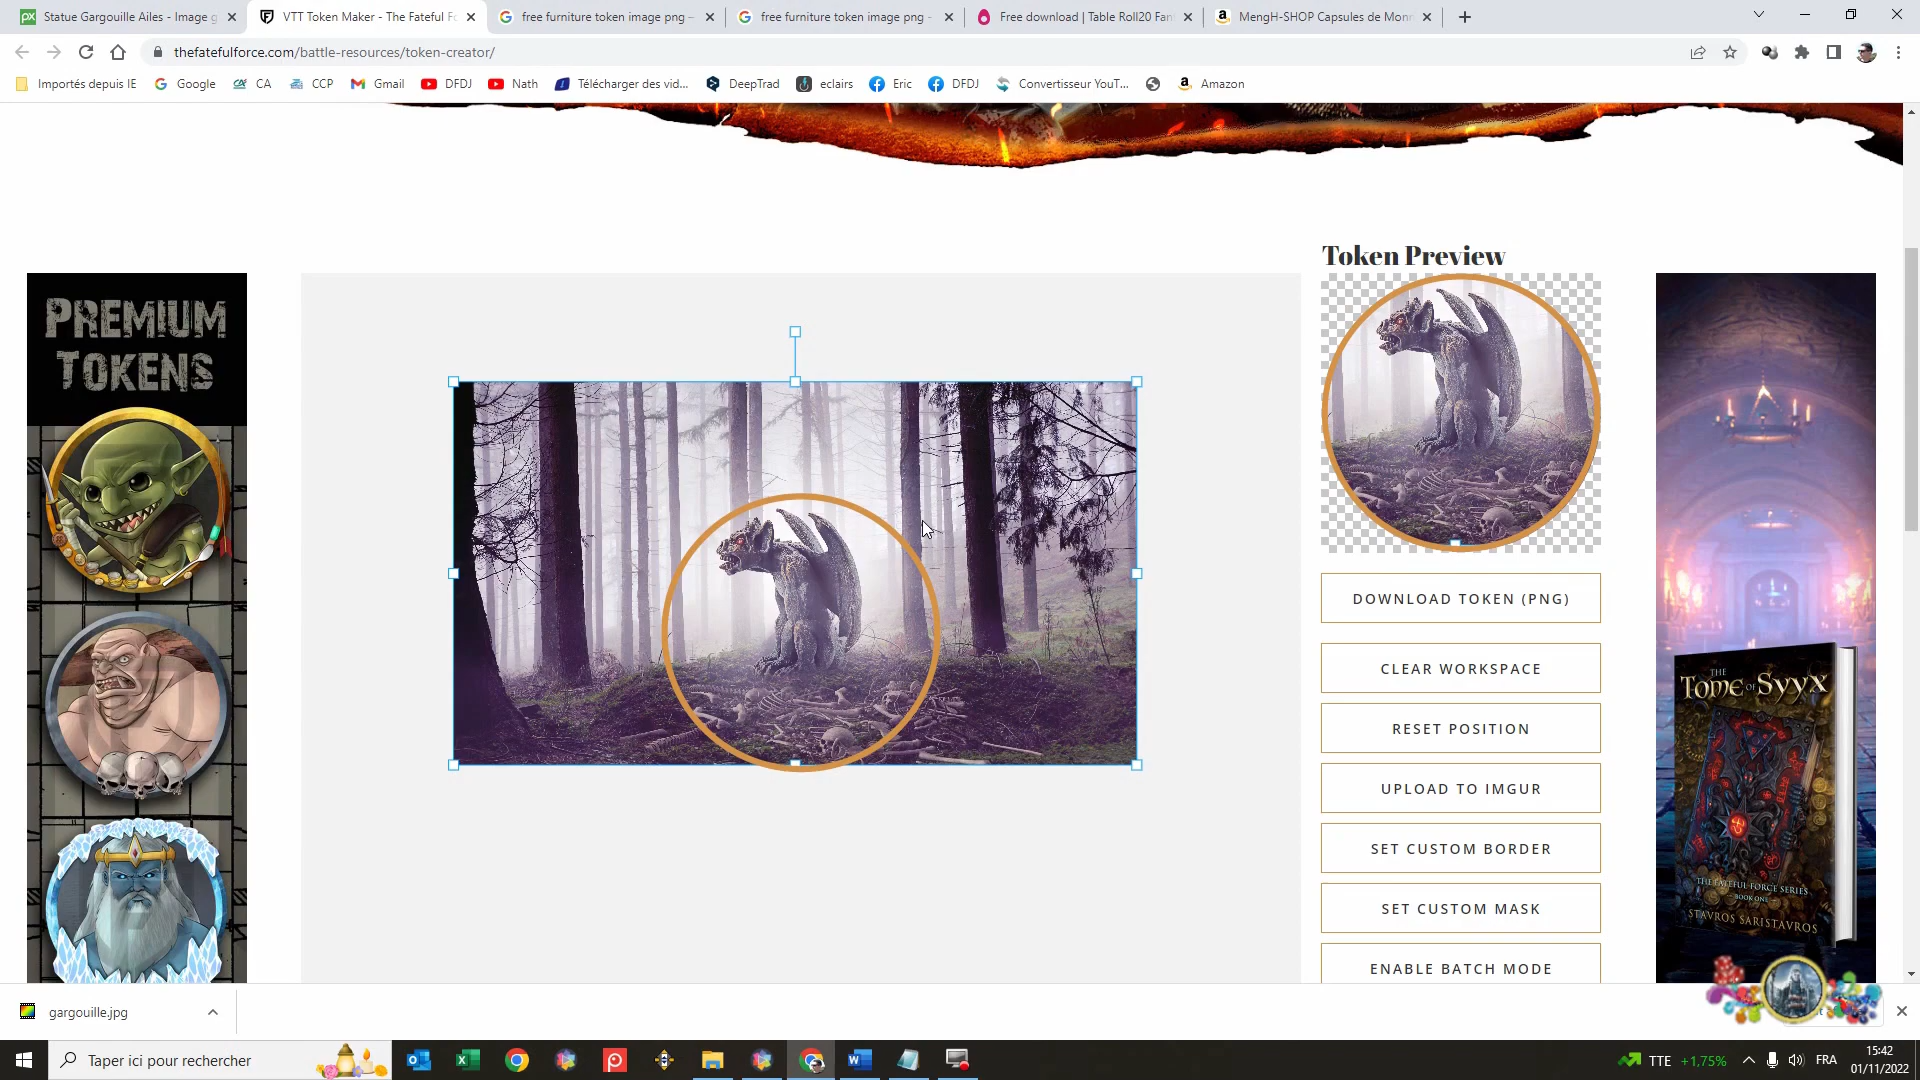 Statue Gargouille Ailes - Image g
VTT Token Maker - The Fateful Fo
free furniture token image png –
free furniture token image png -
Free download | Table Roll20 Fan
MengH-SHOP Capsules de Monn
thefatefulforce.com/battle-resources/token-creator/
Importés depuis IE
Google
CA
CCP
Gmail
DFDJ
Nath
Télécharger des vid...
DeepTrad
eclairs
Eric
DFDJ
Convertisseur YouT...
Amazon
PREMIUM
TOKENS
Token Preview
DOWNLOAD TOKEN (PNG)
CLEAR WORKSPACE
RESET POSITION
UPLOAD TO IMGUR
SET CUSTOM BORDER
SET CUSTOM MASK
ENABLE BATCH MODE
THE
TOME OF SYYX
THE FATEFUL FORCE SERIES
BOOK ONE
STAVROS SARISTAVROS
gargouille.jpg
Taper ici pour rechercher
TTE +1,75%
FRA
15:42
01/11/2022